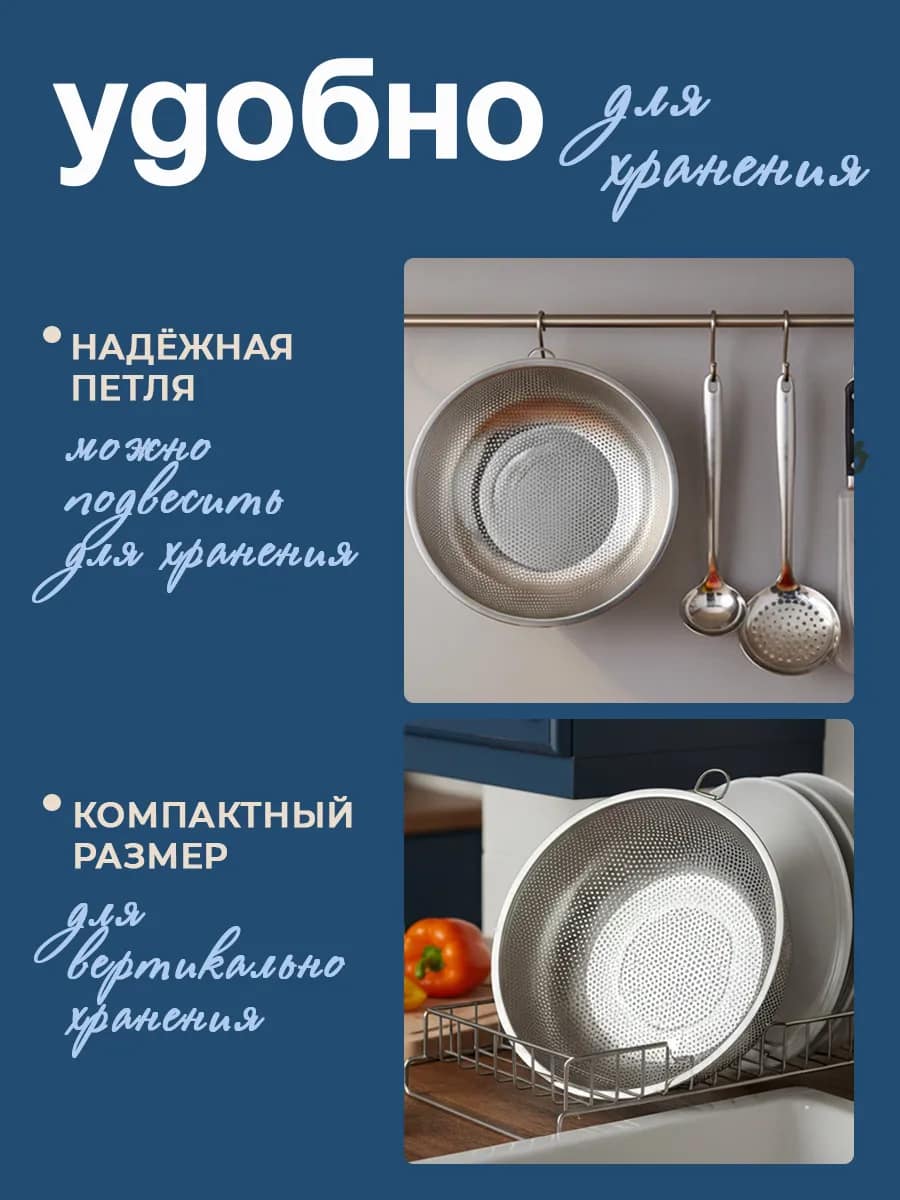 удобно для
хранения
НАДЁЖНАЯ
ПЕТЛЯ
можно
подвесить
для хранения
КОМПАКТНЫЙ
РАЗМЕР
для
вертикально
хранения